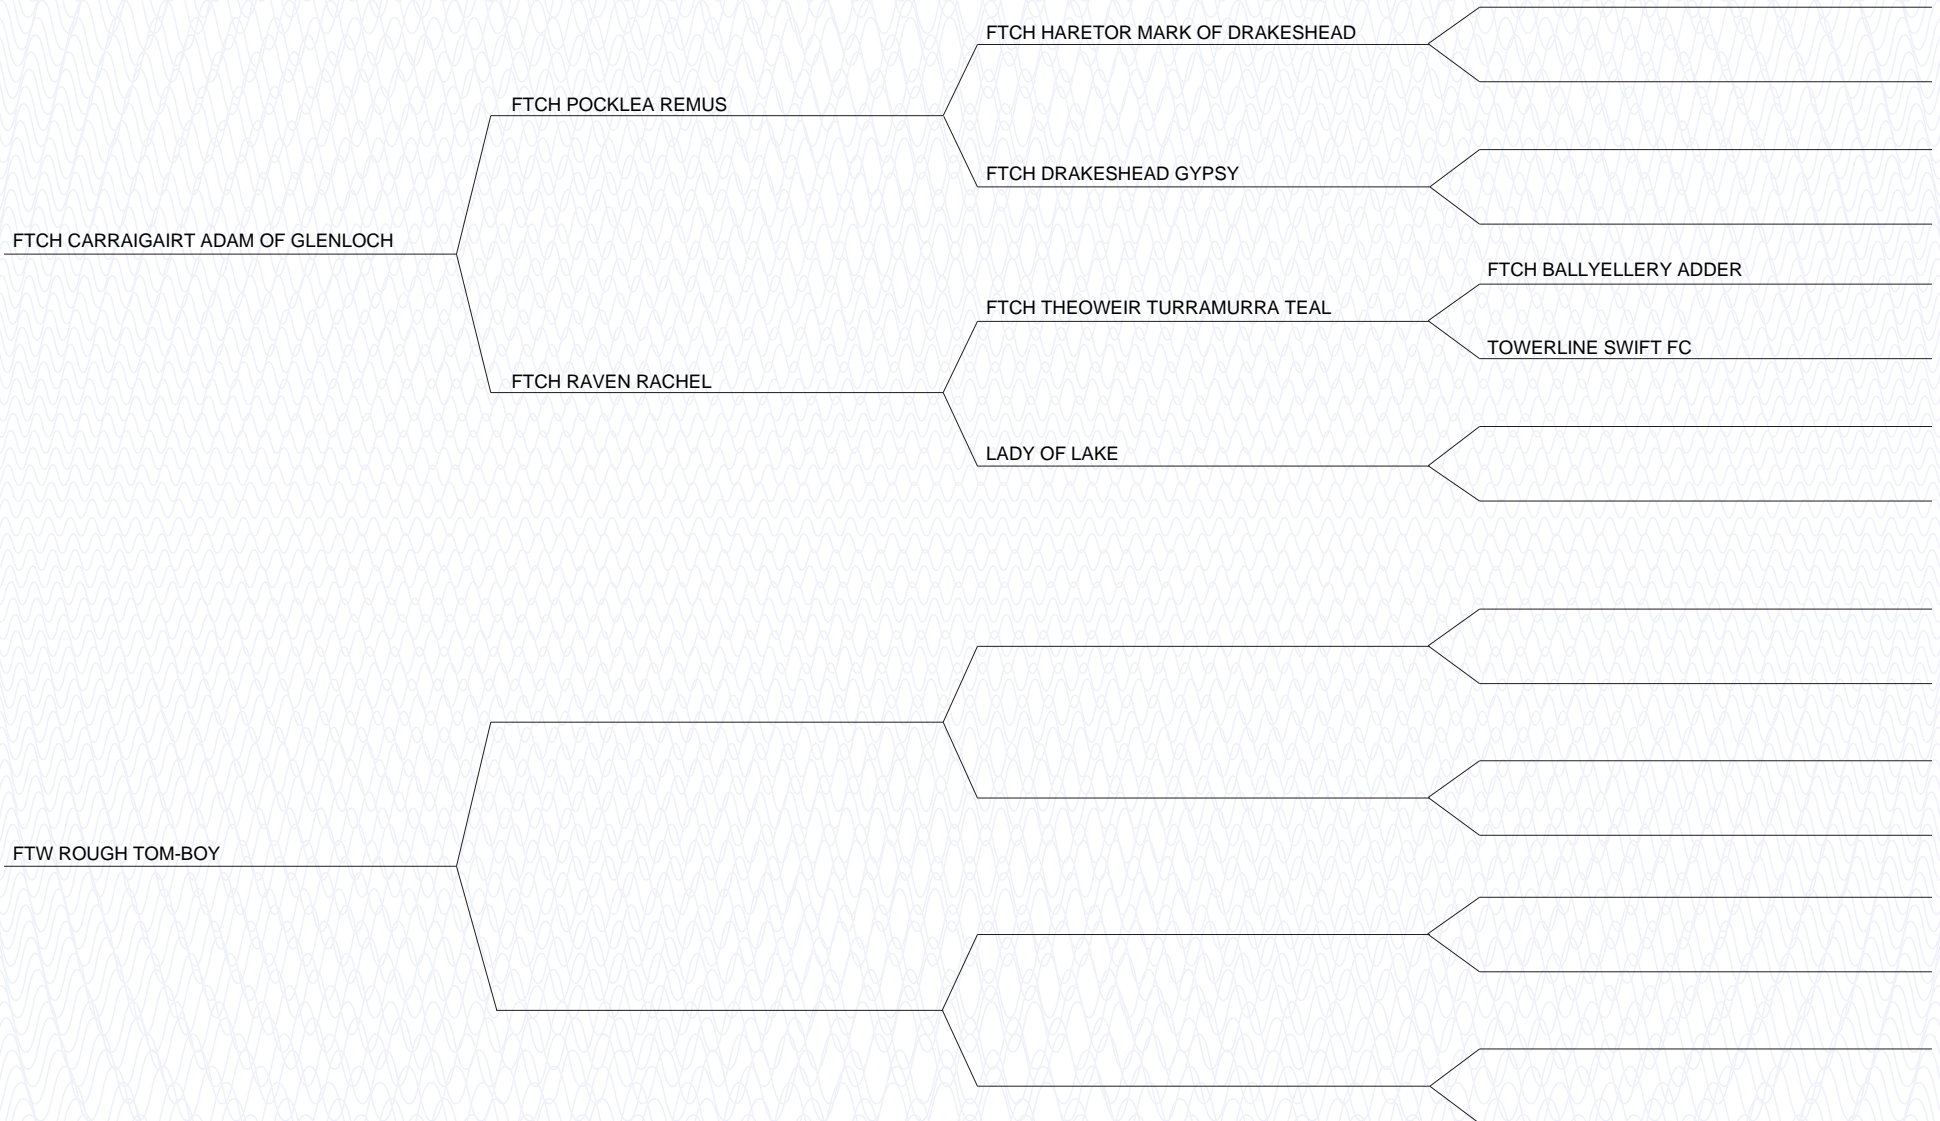 FTCH HARETOR MARK OF DRAKESHEAD
FTCH POCKLEA REMUS
FTCH DRAKESHEAD GYPSY
FTCH CARRAIGAIRT ADAM OF GLENLOCH
FTCH BALLYELLERY ADDER
FTCH THEOWEIR TURRAMURRA TEAL
TOWERLINE SWIFT FC
FTCH RAVEN RACHEL
LADY OF LAKE
FTW ROUGH TOM-BOY